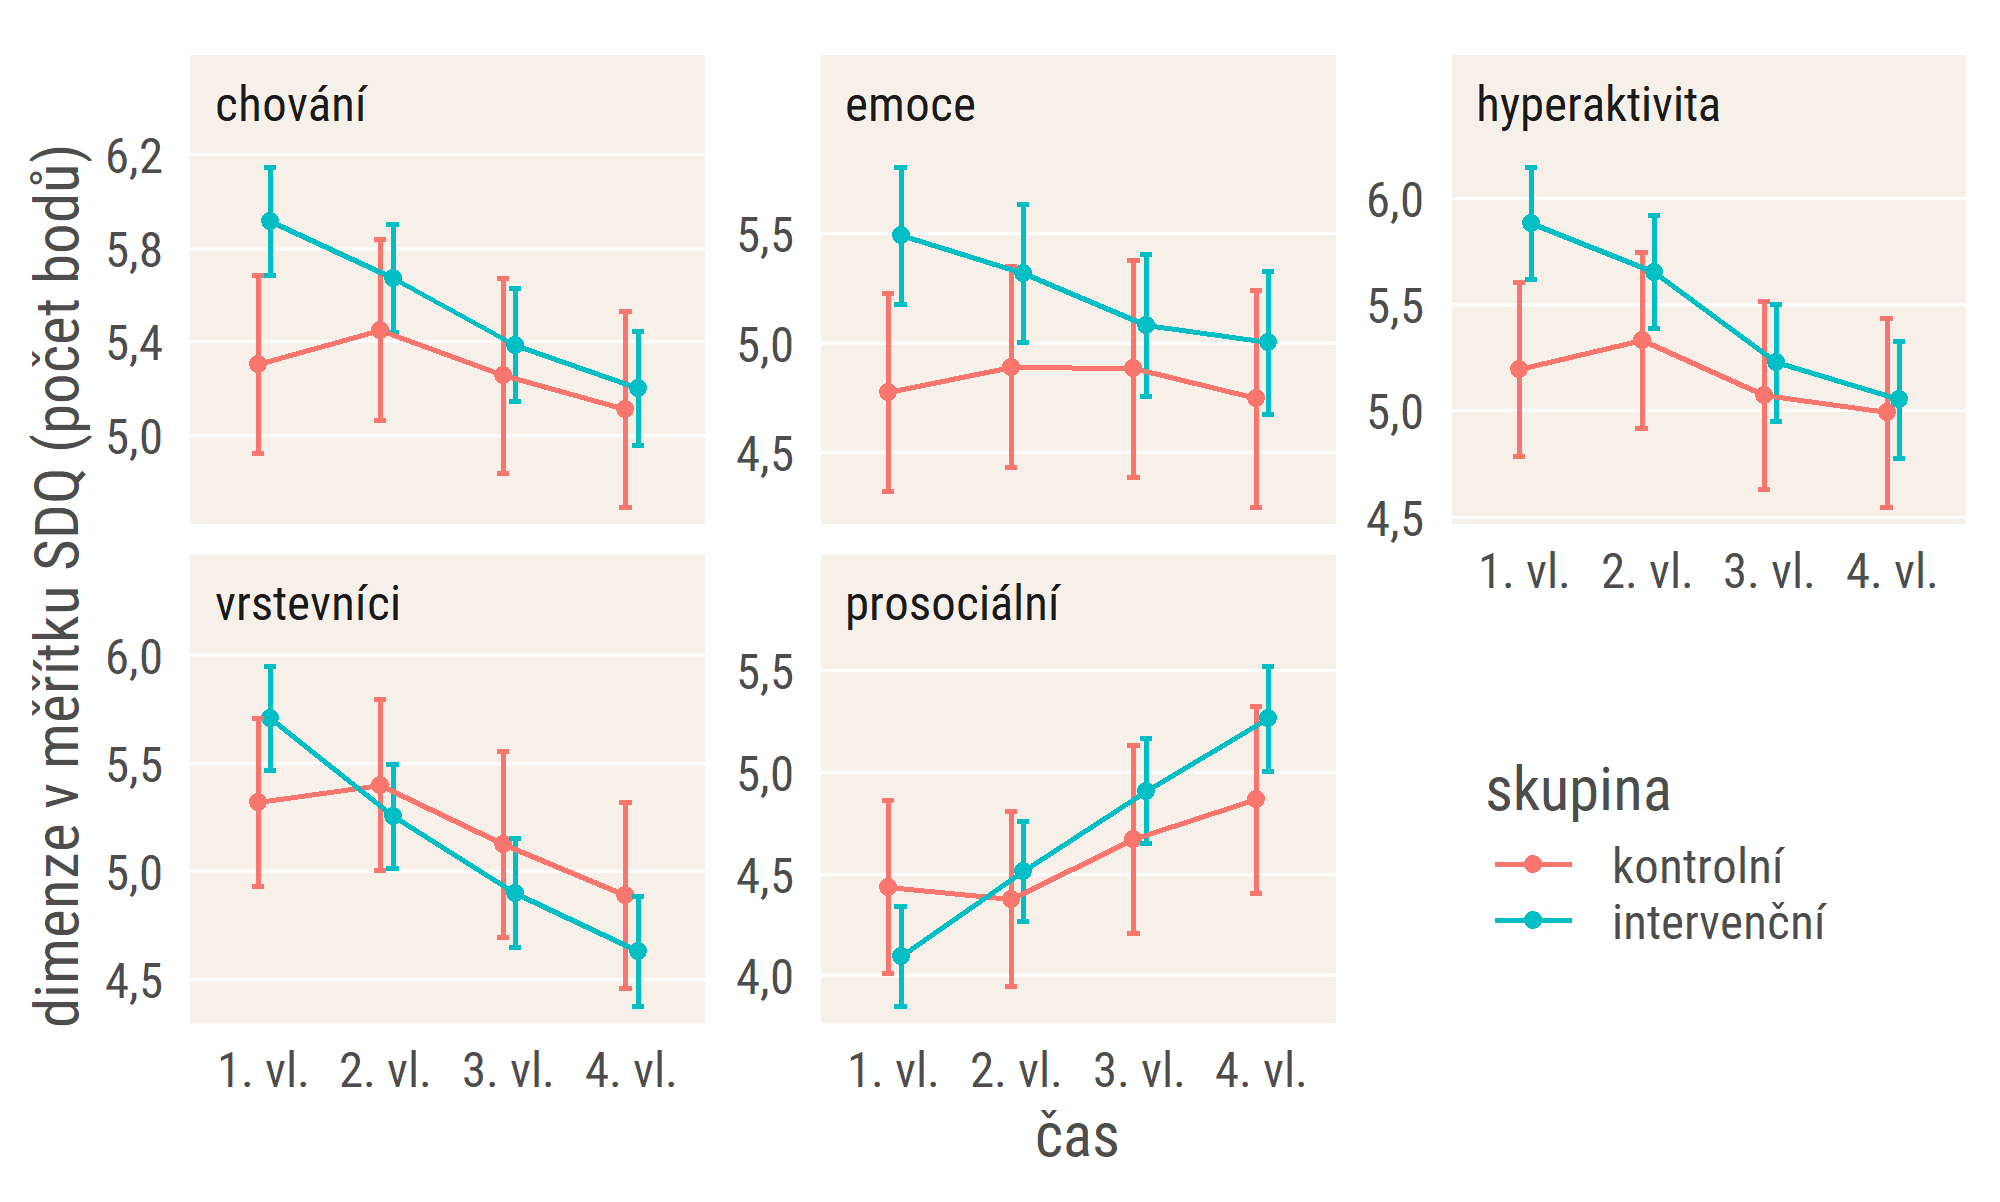 dimenze v měřítku SDQ (počet bodů)
chování
6,2
5,8
5,4
5,0
emoce
5,5
5,0
4,5
hyperaktivita
6,0
5,5
5,0
4,5
1. vl. 2. vl. 3. vl. 4. vl.
vrstevníci
6,0
5,5
5,0
4,5
1. vl. 2. vl. 3. vl. 4. vl.
prosociální
5,5
5,0
4,5
4,0
1. vl. 2. vl. 3. vl. 4. vl.
čas
skupina
kontrolní
intervenční